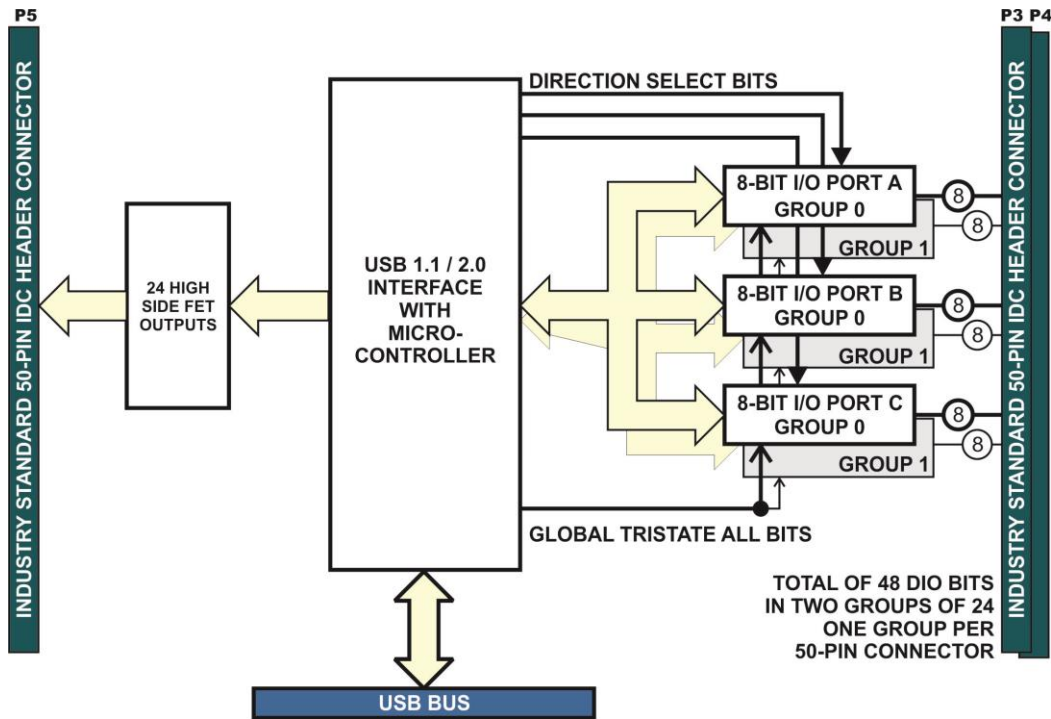 P5
P3 P4
INDUSTRY STANDARD 50-PIN IDC HEADER CONNECTOR
24 HIGH
SIDE FET
OUTPUTS
USB 1.1 / 2.0
INTERFACE
WITH
MICRO-
CONTROLLER
DIRECTION SELECT BITS
8-BIT I/O PORT A
GROUP 0
GROUP 1
8
8
8-BIT I/O PORT B
GROUP 0
GROUP 1
8
8
8-BIT I/O PORT C
GROUP 0
GROUP 1
8
8
GLOBAL TRISTATE ALL BITS
INDUSTRY STANDARD 50-PIN IDC HEADER CONNECTOR
TOTAL OF 48 DIO BITS
IN TWO GROUPS OF 24
ONE GROUP PER
50-PIN CONNECTOR
USB BUS